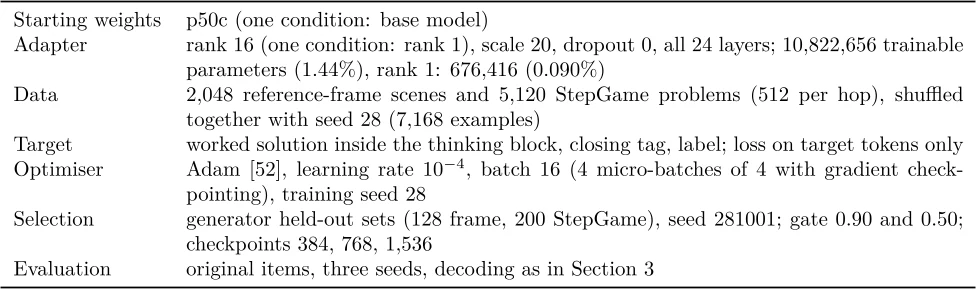 Starting weights p50c (one condition: base model)
Adapter rank 16 (one condition: rank 1), scale 20, dropout 0, all 24 layers; 10,822,656 trainable
parameters (1.44%), rank 1: 676,416 (0.090%)
Data 2,048 reference-frame scenes and 5,120 StepGame problems (512 per hop), shuffled
together with seed 28 (7,168 examples)
Target worked solution inside the thinking block, closing tag, label; loss on target tokens only
Optimiser Adam [52], learning rate 10⁻⁴, batch 16 (4 micro-batches of 4 with gradient check-
pointing), training seed 28
Selection generator held-out sets (128 frame, 200 StepGame), seed 281001; gate 0.90 and 0.50;
checkpoints 384, 768, 1,536
Evaluation original items, three seeds, decoding as in Section 3